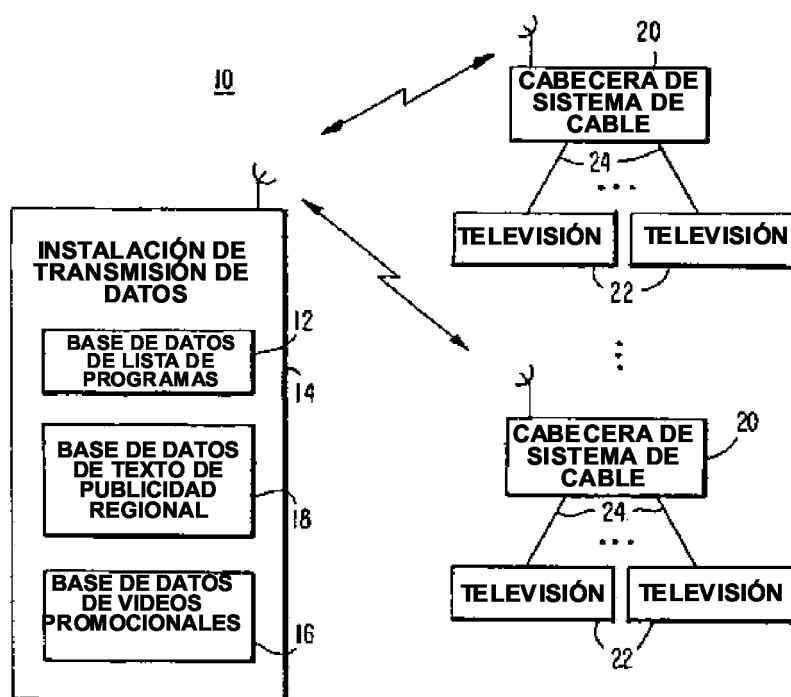 10
INSTALACIÓN DE
TRANSMISIÓN DE
DATOS
12
BASE DE DATOS
DE LISTA DE
PROGRAMAS
14
BASE DE DATOS
DE TEXTO DE
PUBLICIDAD
REGIONAL
18
BASE DE DATOS
DE VIDEOS
PROMOCIONALES
16
20
CABECERA DE
SISTEMA DE
CABLE
24
TELEVISIÓN
TELEVISIÓN
22
CABECERA DE
SISTEMA DE
CABLE
20
24
TELEVISIÓN
TELEVISIÓN
22